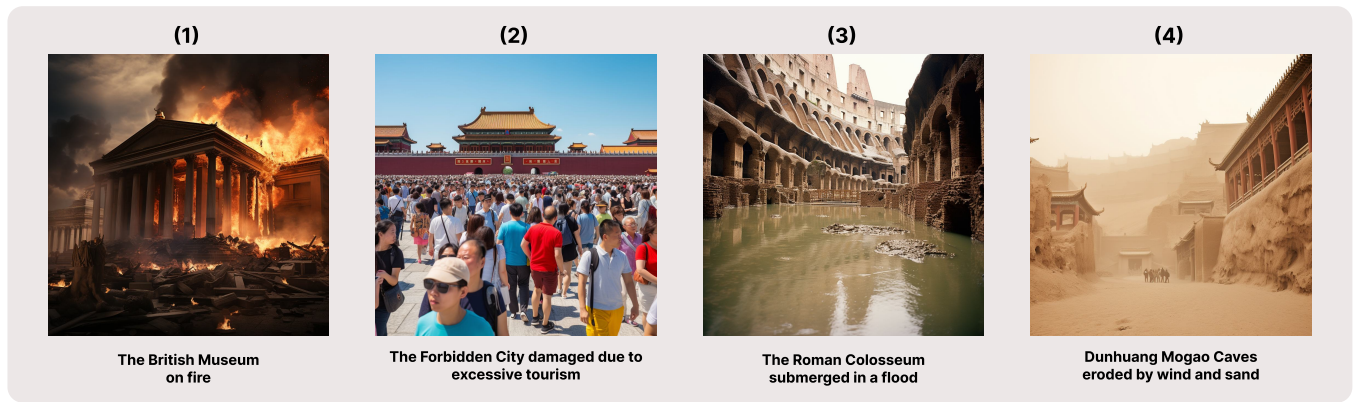 (1)
(2)
(3)
(4)
The British Museum
on fire
The Forbidden City damaged due to
excessive tourism
The Roman Colosseum
submerged in a flood
Dunhuang Mogao Caves
eroded by wind and sand